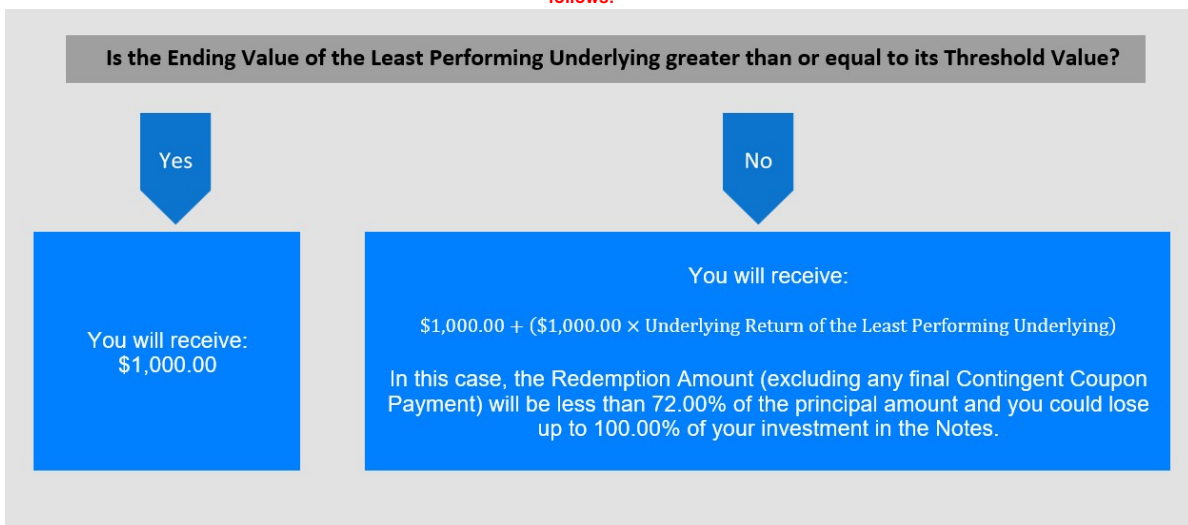 follows:
Is the Ending Value of the Least Performing Underlying greater than or equal to its Threshold Value?
Yes
No
You will receive:
$1,000.00
You will receive:
$1,000.00 + ($1,000.00 × Underlying Return of the Least Performing Underlying)
In this case, the Redemption Amount (excluding any final Contingent Coupon
Payment) will be less than 72.00% of the principal amount and you could lose
up to 100.00% of your investment in the Notes.